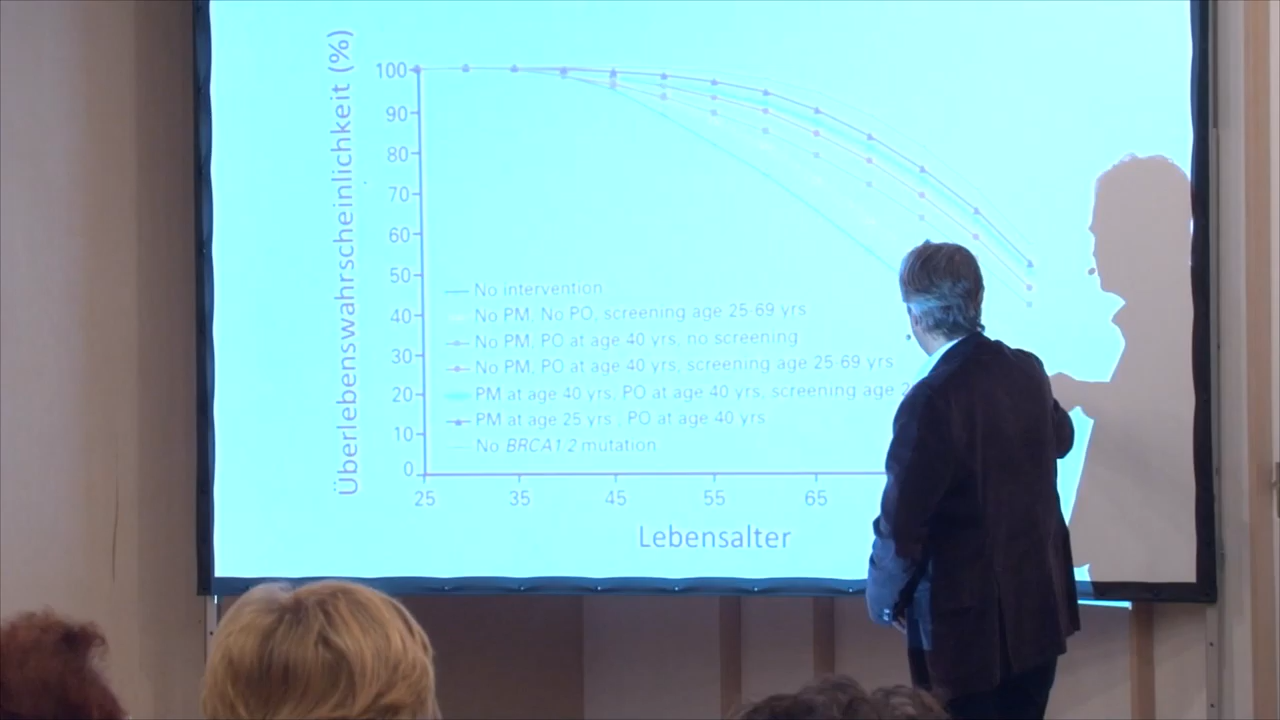 Überlebenswahrscheinlichkeit (%)
100
90
80
70
60
50
40
30
20
10
0
No intervention
No PM, No PO, screening age 25-69 yrs
No PM, PO at age 40 yrs, no screening
No PM, PO at age 40 yrs, screening age 25-69 yrs
PM at age 40 yrs, PO at age 40 yrs, screening age
PM at age 25 yrs , PO at age 40 yrs
No BRCA1/2 mutation
25 35 45 55 65
Lebensalter